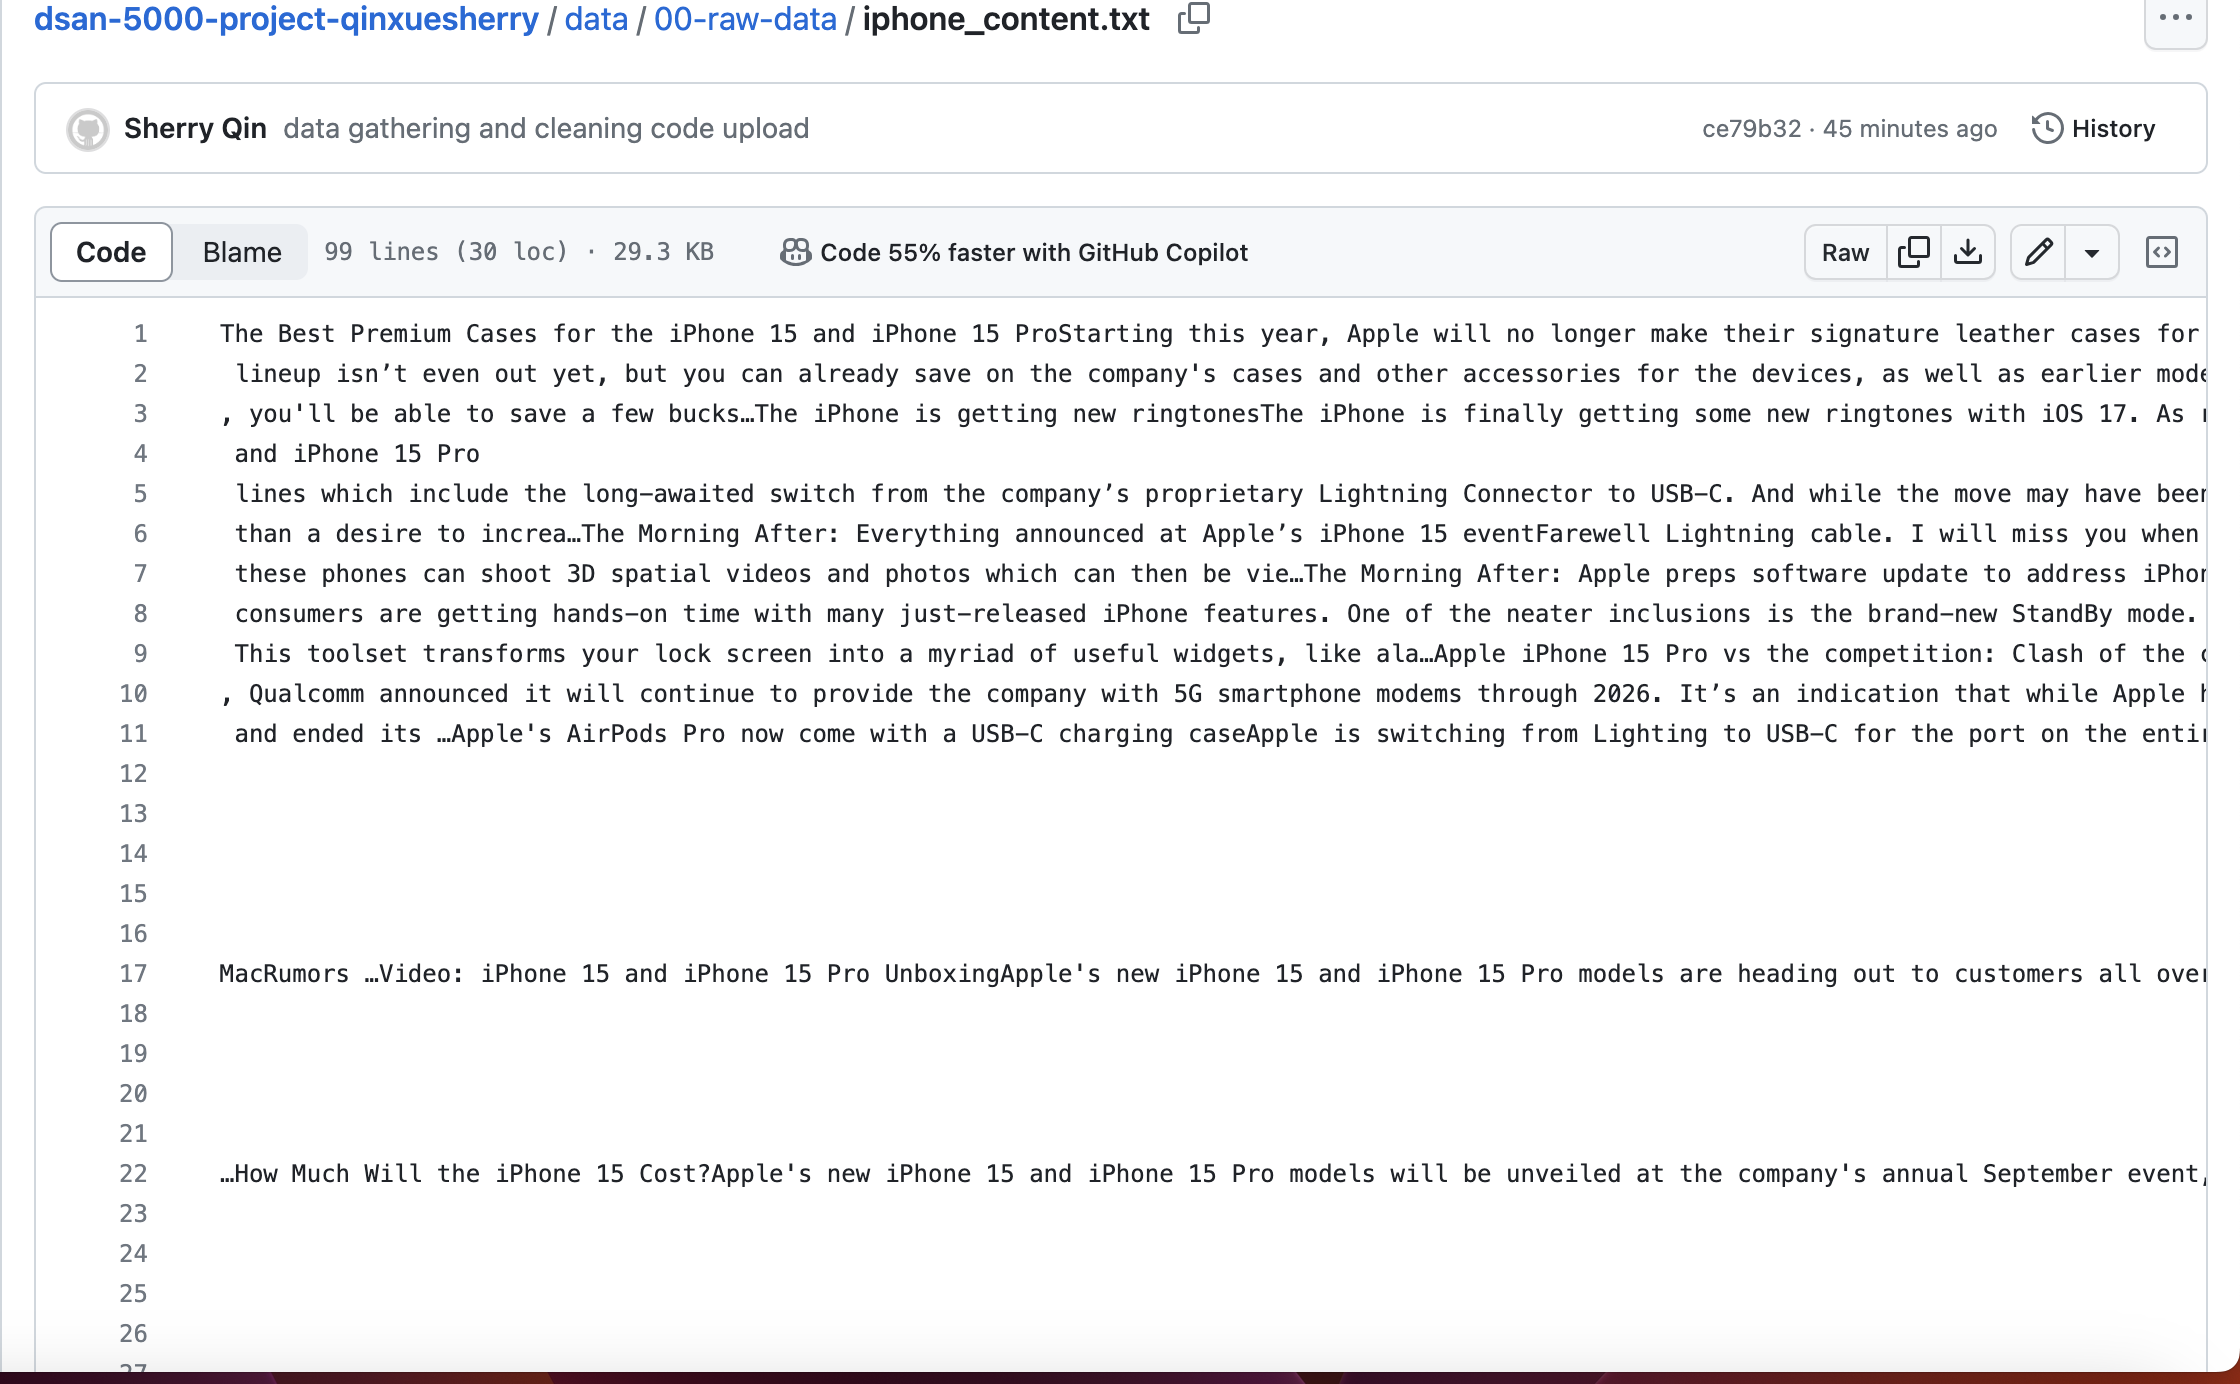 dsan-5000-project-qinxuesherry / data / 00-raw-data / iphone_content.txt
Sherry Qin data gathering and cleaning code upload ce79b32 · 45 minutes ago History
Code Blame 99 lines (30 loc) · 29.3 KB Code 55% faster with GitHub Copilot Raw
1 The Best Premium Cases for the iPhone 15 and iPhone 15 ProStarting this year, Apple will no longer make their signature leather cases for
2 lineup isn’t even out yet, but you can already save on the company's cases and other accessories for the devices, as well as earlier
3 , you'll be able to save a few bucks…The iPhone is getting new ringtonesThe iPhone is finally getting some new ringtones with iOS 17. As
4 and iPhone 15 Pro
5 lines which include the long-awaited switch from the company’s proprietary Lightning Connector to USB-C. And while the move may have
6 than a desire to increa…The Morning After: Everything announced at Apple’s iPhone 15 eventFarewell Lightning cable. I will miss you when
7 these phones can shoot 3D spatial videos and photos which can then be vie…The Morning After: Apple preps software update to address
8 consumers are getting hands-on time with many just-released iPhone features. One of the neater inclusions is the brand-new StandBy mode.
9 This toolset transforms your lock screen into a myriad of useful widgets, like ala…Apple iPhone 15 Pro vs the competition: Clash of the
10 , Qualcomm announced it will continue to provide the company with 5G smartphone modems through 2026. It’s an indication that while Apple
11 and ended its …Apple's AirPods Pro now come with a USB-C charging caseApple is switching from Lighting to USB-C for the port on the
12
13
14
15
16
17 MacRumors …Video: iPhone 15 and iPhone 15 Pro UnboxingApple's new iPhone 15 and iPhone 15 Pro models are heading out to customers all
18
19
20
21
22 …How Much Will the iPhone 15 Cost?Apple's new iPhone 15 and iPhone 15 Pro models will be unveiled at the company's annual September event,
23
24
25
26